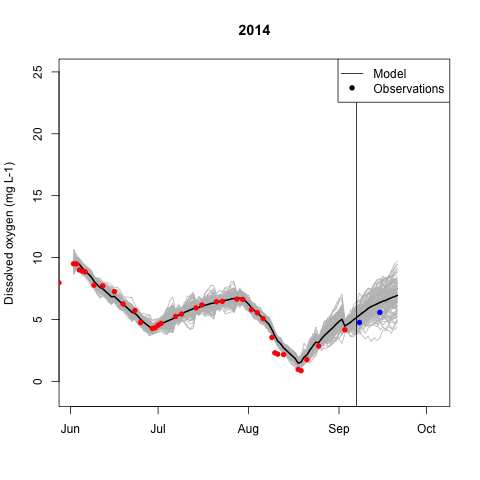 2014
Model
Observations
Dissolved oxygen (mg L-1)
25
20
15
10
5
0
Jun
Jul
Aug
Sep
Oct